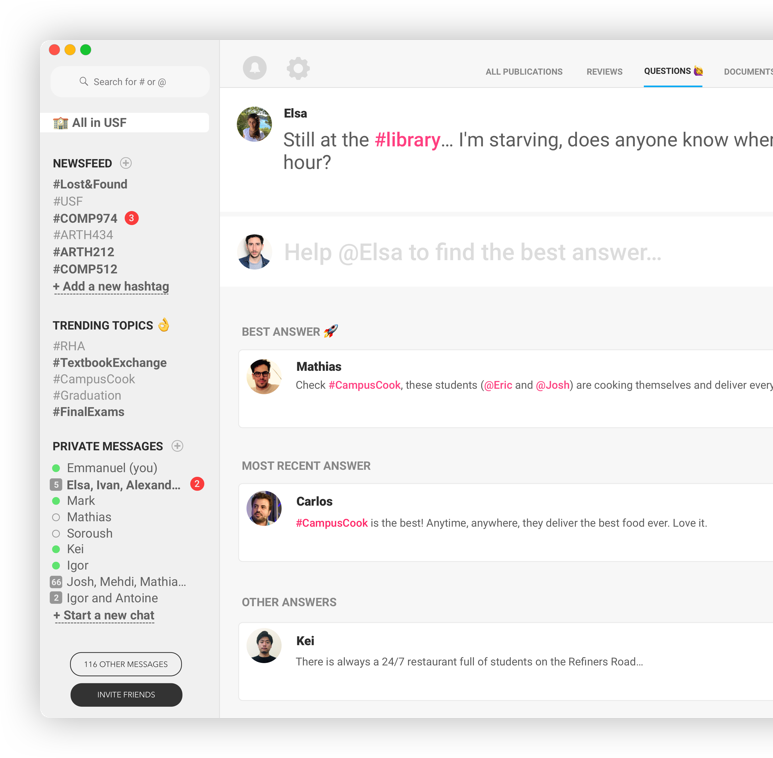 Search for # or @
All in USF
NEWSFEED
#Lost&Found
#USF
#COMP974 3
#ARTH434
#ARTH212
#COMP512
+ Add a new hashtag
TRENDING TOPICS 👌
#RHA
#TextbookExchange
#CampusCook
#Graduation
#FinalExams
PRIVATE MESSAGES
Emmanuel (you)
5 Elsa, Ivan, Alexand... 2
Mark
Mathias
Soroush
Kei
Igor
66 Josh, Mehdi, Mathia...
2 Igor and Antoine
+ Start a new chat
116 OTHER MESSAGES
INVITE FRIENDS
ALL PUBLICATIONS REVIEWS QUESTIONS DOCUMENTS
Elsa
Still at the #library... I'm starving, does anyone know
hour?
Help @Elsa to find the best answer...
BEST ANSWER 🚀
Mathias
Check #CampusCook, these students (@Eric and @Josh) are cooking themselves and deliver
MOST RECENT ANSWER
Carlos
#CampusCook is the best! Anytime, anywhere, they deliver the best food ever. Love it.
OTHER ANSWERS
Kei
There is always a 24/7 restaurant full of students on the Refiners Road...